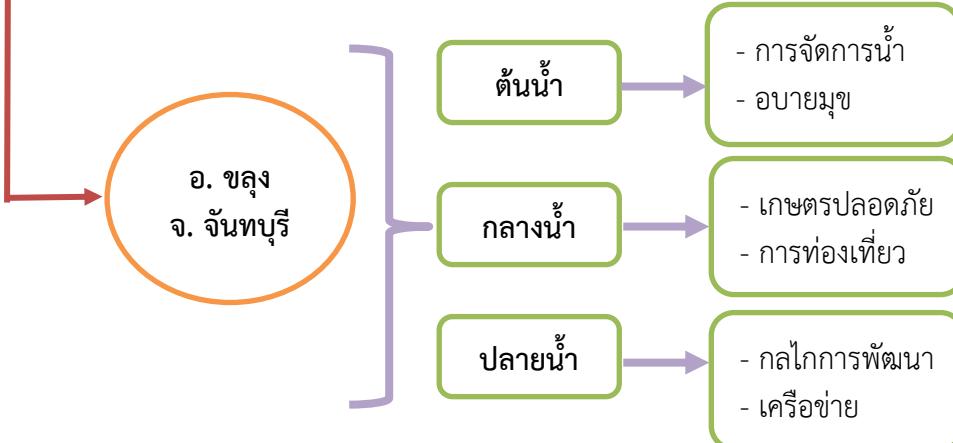 อ. ขลุง
จ. จันทบุรี
ต้นน้ำ
- การจัดการน้ำ
- อบายมุข
กลางน้ำ
- เกษตรปลอดภัย
- การท่องเที่ยว
ปลายน้ำ
- กลไกการพัฒนา
- เครือข่าย